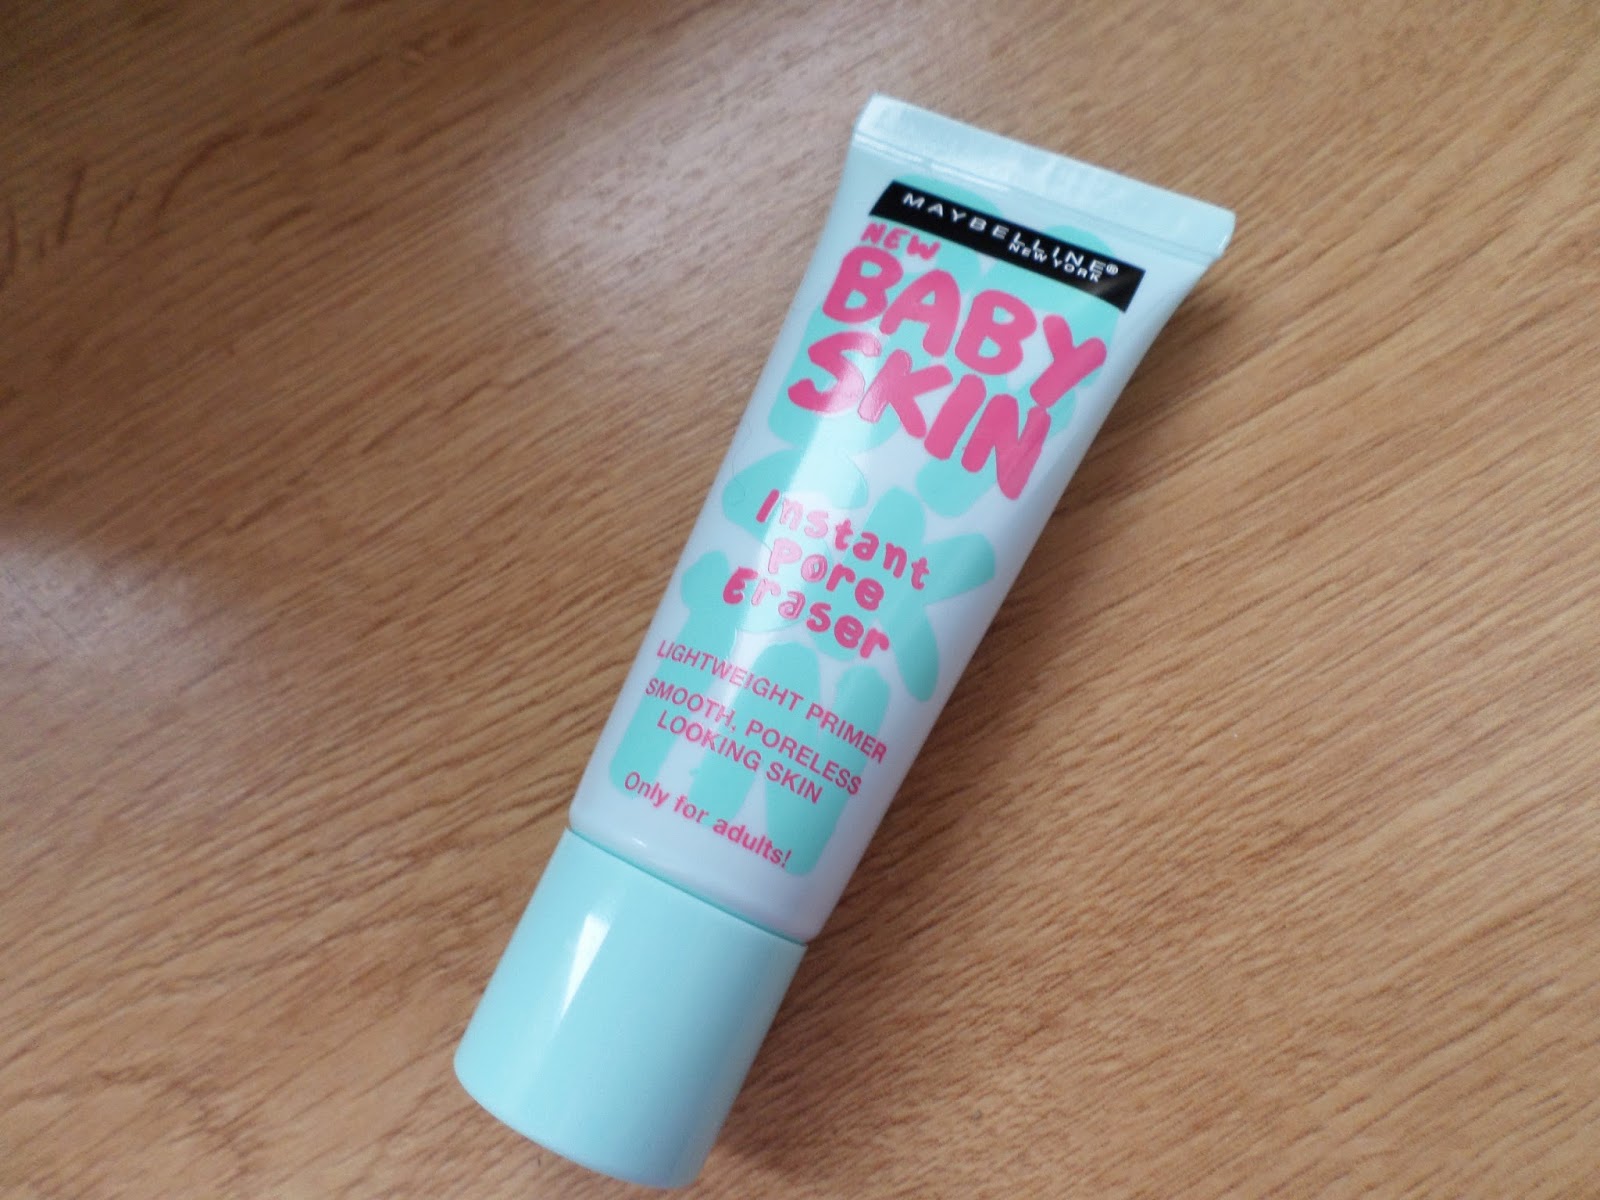 MAYBELLINE®
NEW YORK
NEW
BABY
SKIN
Instant
Pore
Eraser
LIGHTWEIGHT PRIMER
SMOOTH, PORELESS
LOOKING SKIN
Only for adults!